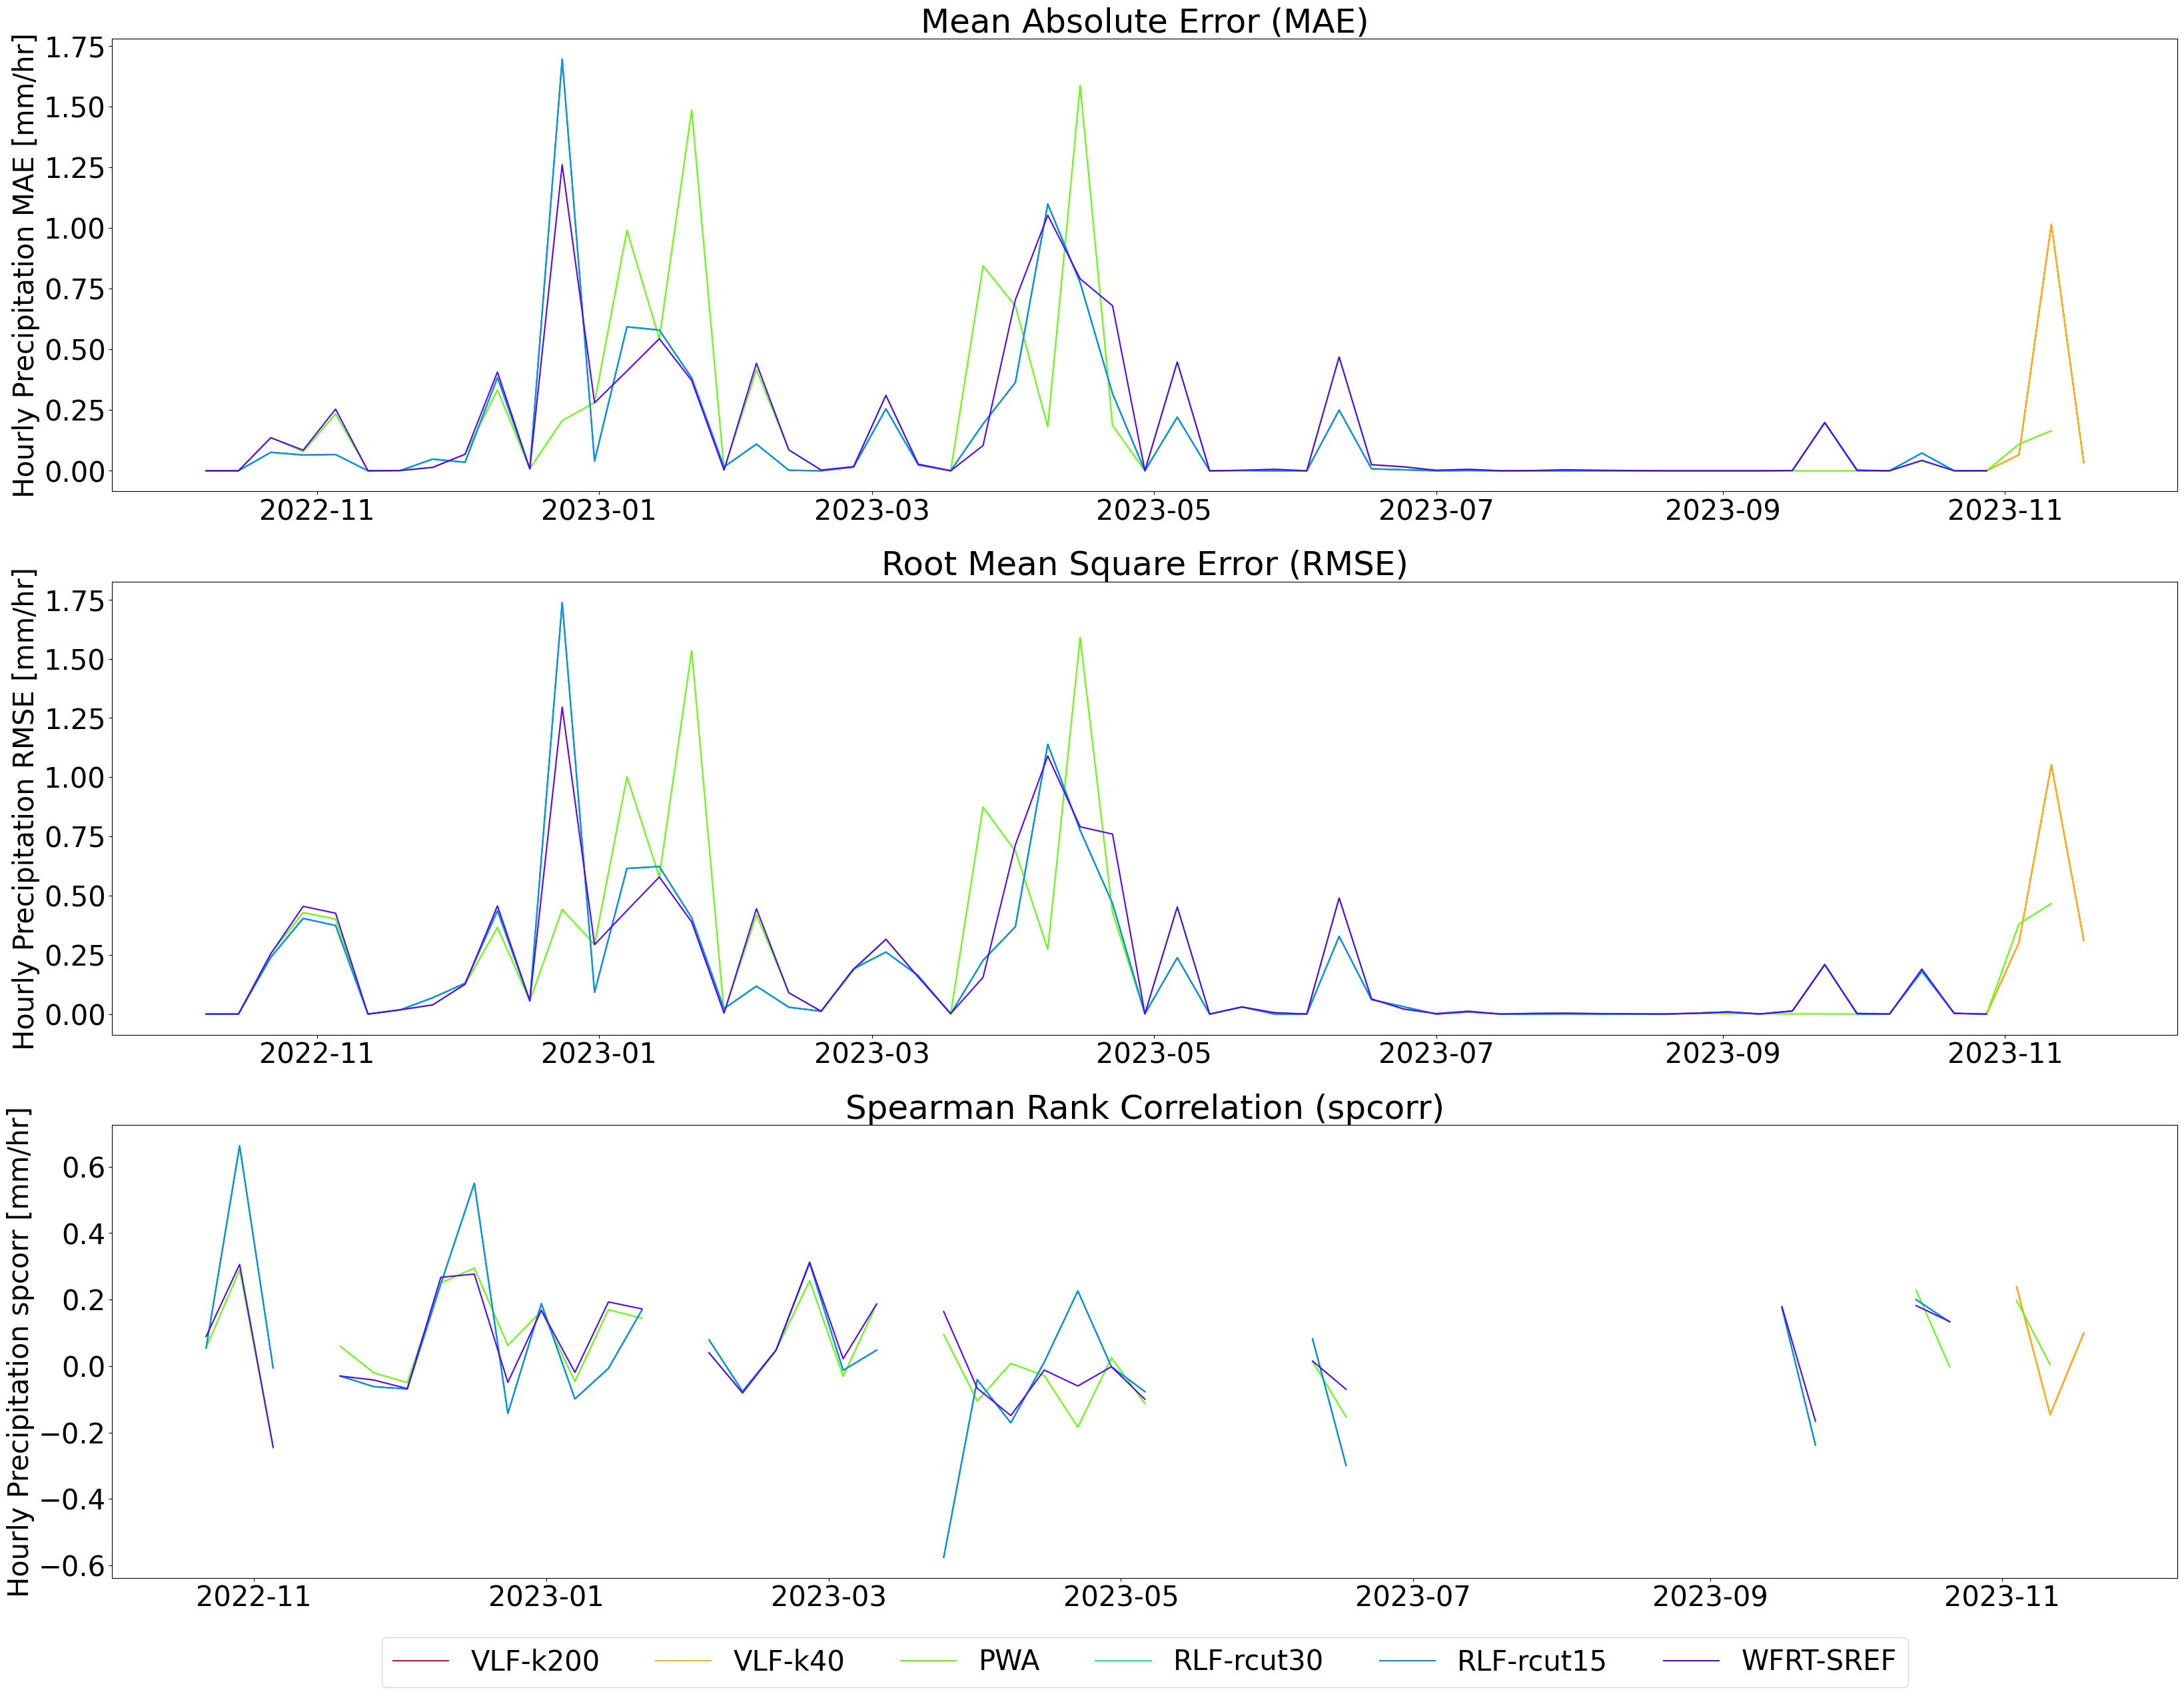 Mean Absolute Error (MAE)
Hourly Precipitation MAE [mm/hr]
1.75
1.50
1.25
1.00
0.75
0.50
0.25
0.00
2022-11 2023-01 2023-03 2023-05 2023-07 2023-09 2023-11
Root Mean Square Error (RMSE)
Hourly Precipitation RMSE [mm/hr]
1.75
1.50
1.25
1.00
0.75
0.50
0.25
0.00
2022-11 2023-01 2023-03 2023-05 2023-07 2023-09 2023-11
Spearman Rank Correlation (spcorr)
Hourly Precipitation spcorr [mm/hr]
0.6
0.4
0.2
0.0
−0.2
−0.4
−0.6
2022-11 2023-01 2023-03 2023-05 2023-07 2023-09 2023-11
VLF-k200 VLF-k40 PWA RLF-rcut30 RLF-rcut15 WFRT-SREF